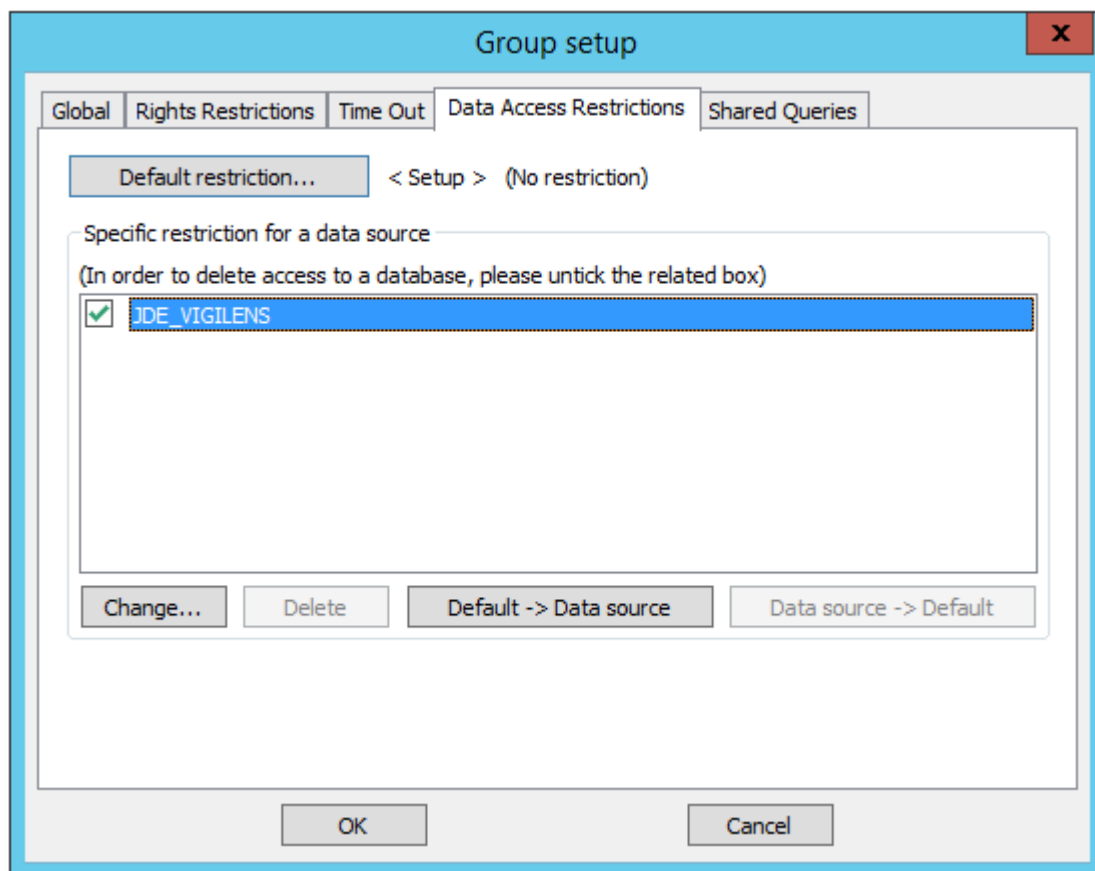 Group setup
x
Global Rights Restrictions Time Out Data Access Restrictions Shared Queries
Default restriction... < Setup > (No restriction)
Specific restriction for a data source
(In order to delete access to a database, please untick the related box)
JDE_VIGILENS
Change... Delete Default -> Data source Data source -> Default
OK Cancel